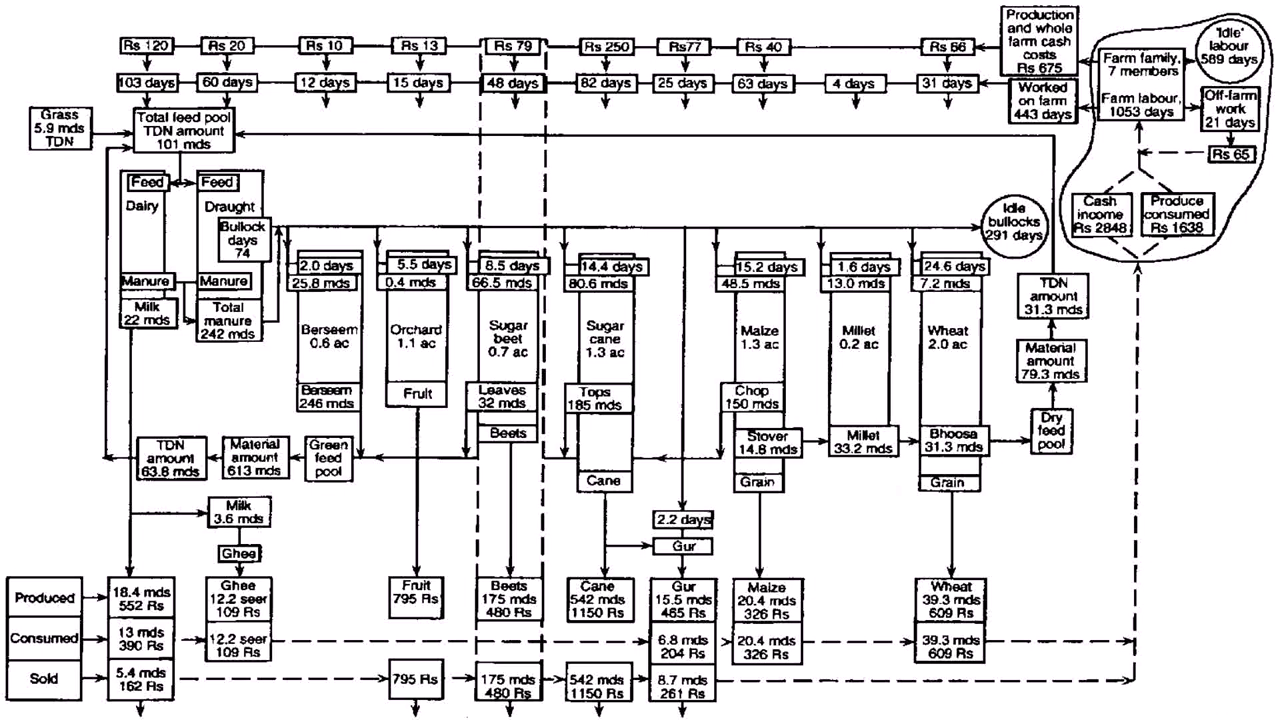 Rs 120
Rs 20
Rs 10
Rs 13
Rs 79
Rs 250
Rs77
Rs 40
Rs 66
Production
and whole
farm cash
costs
Rs 675
Farm family,
7 members
Farm labour,
1053 days
'Idle'
labour
589 days
103 days
60 days
12 days
15 days
48 days
82 days
25 days
63 days
4 days
31 days
Worked
on farm
443 days
Off-farm
work
21 days
Rs 65
Grass
5.9 mds
TDN
Total feed pool
TDN amount
101 mds
Feed
Feed
Dairy
Draught
Bullock
days
74
Manure
Manure
Milk
22 mds
Total
manure
242 mds
Idle
bullocks
291 days
Cash
income
Rs 2848
Produce
consumed
Rs 1638
2.0 days
25.8 mds
5.5 days
0.4 mds
8.5 days
66.5 mds
14.4 days
80.6 mds
15.2 days
48.5 mds
1.6 days
13.0 mds
24.6 days
7.2 mds
Berseem
0.6 ac
Orchard
1.1 ac
Sugar
beet
0.7 ac
Sugar
cane
1.3 ac
Maize
1.3 ac
Millet
0.2 ac
Wheat
2.0 ac
TDN
amount
31.3 mds
Material
amount
79.3 mds
Dry
feed
pool
Berseem
246 mds
Fruit
Leaves
32 mds
Beets
Tops
185 mds
Cane
Chop
150 mds
Stover
14.8 mds
Grain
Millet
33.2 mds
Bhoosa
31.3 mds
Grain
TDN
amount
63.8 mds
Material
amount
613 mds
Green
feed
pool
Milk
3.6 mds
Ghee
2.2 days
Gur
Produced
18.4 mds
552 Rs
Ghee
12.2 seer
109 Rs
Fruit
795 Rs
Beets
175 mds
480 Rs
Cane
542 mds
1150 Rs
Gur
15.5 mds
465 Rs
Maize
20.4 mds
326 Rs
Wheat
39.3 mds
609 Rs
Consumed
13 mds
390 Rs
12.2 seer
109 Rs
6.8 mds
204 Rs
20.4 mds
326 Rs
39.3 mds
609 Rs
Sold
5.4 mds
162 Rs
795 Rs
175 mds
480 Rs
542 mds
1150 Rs
8.7 mds
261 Rs